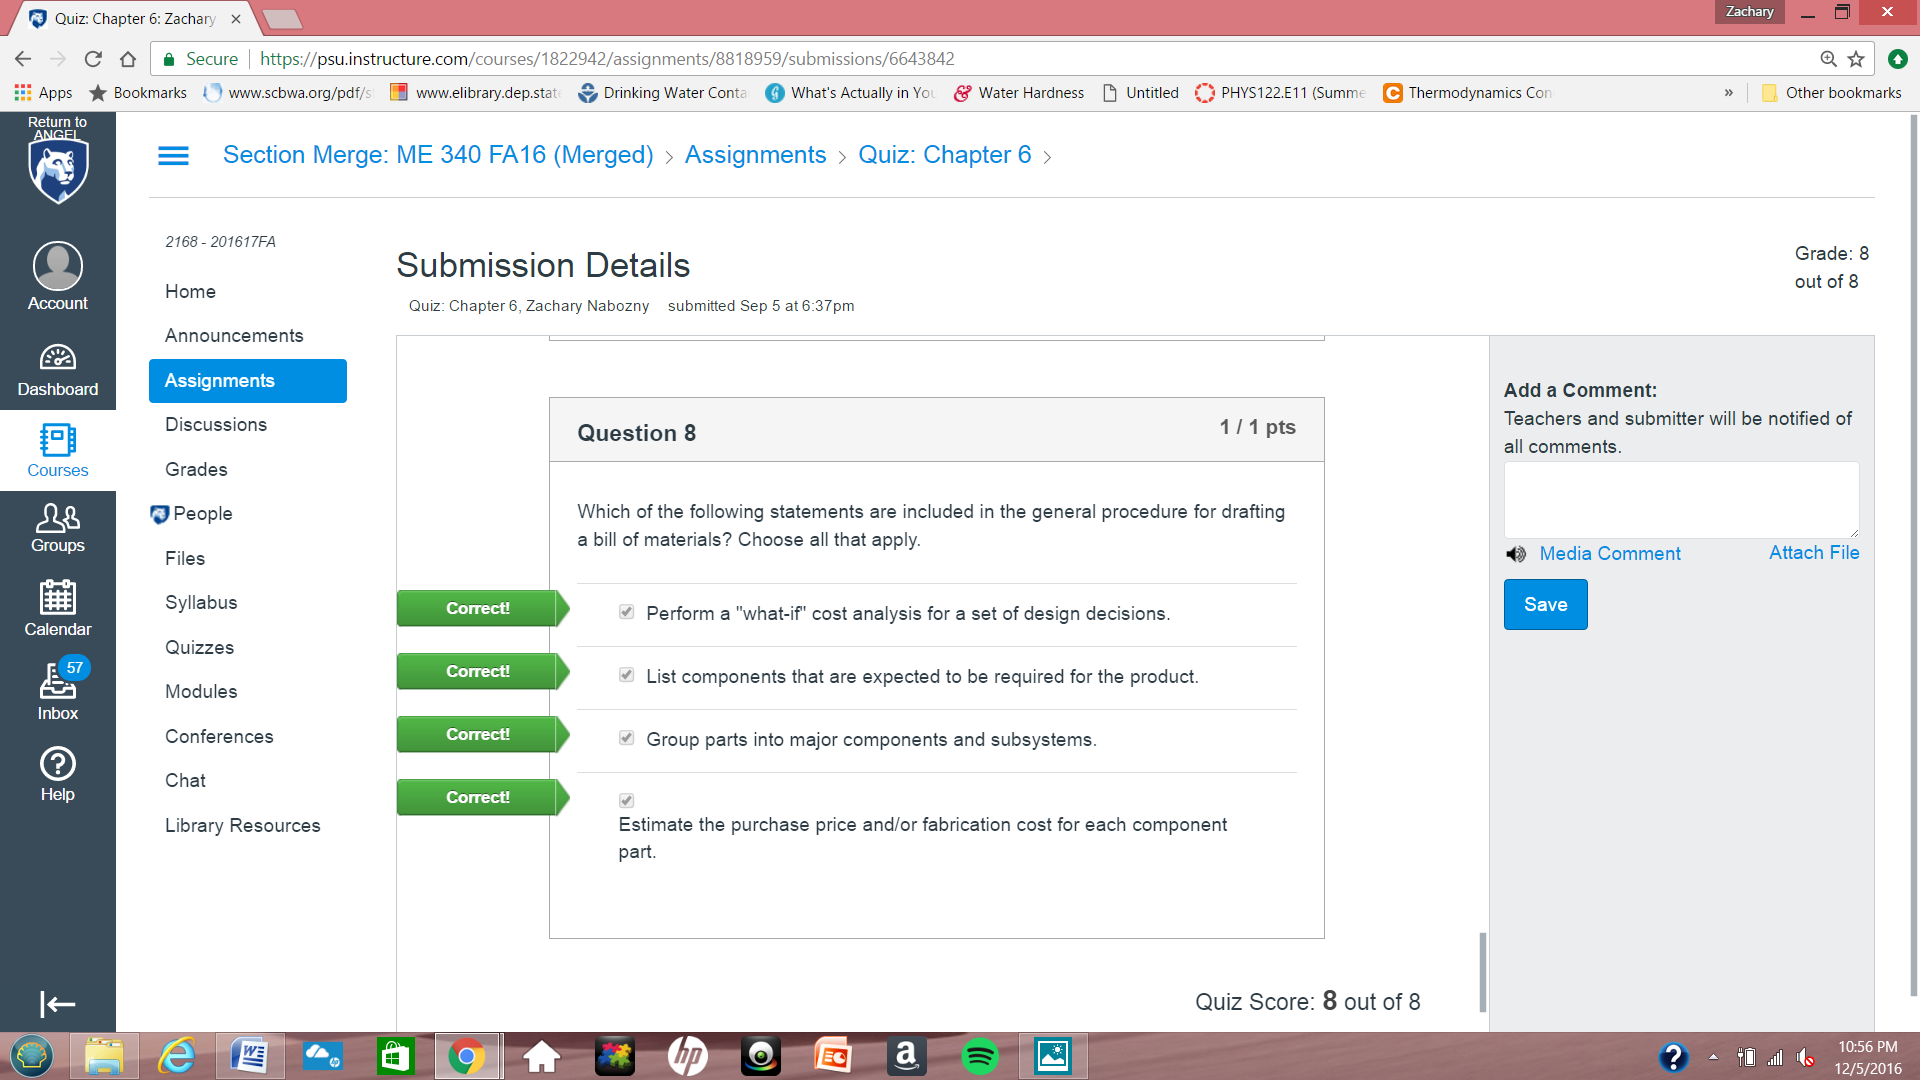 Quiz: Chapter 6: Zachary
Zachary
Secure https://psu.instructure.com/courses/1822942/assignments/8818959/submissions/6643842
Apps Bookmarks www.scbwa.org/pdf/s www.elibrary.dep.stat Drinking Water Conta What's Actually in You Water Hardness Untitled PHYS122.E11 (Summe Thermodynamics Con » Other bookmarks
Return to
ANGEL
Section Merge: ME 340 FA16 (Merged) > Assignments > Quiz: Chapter 6 >
2168 - 201617FA
Home
Announcements
Assignments
Discussions
Grades
People
Files
Syllabus
Quizzes
Modules
Conferences
Chat
Library Resources
Account
Dashboard
Courses
Groups
Calendar
57
Inbox
Help
Submission Details
Quiz: Chapter 6, Zachary Nabozny submitted Sep 5 at 6:37pm
Grade: 8
out of 8
Question 8
1 / 1 pts
Which of the following statements are included in the general procedure for drafting
a bill of materials? Choose all that apply.
Correct! Perform a "what-if" cost analysis for a set of design decisions.
Correct! List components that are expected to be required for the product.
Correct! Group parts into major components and subsystems.
Correct!
Estimate the purchase price and/or fabrication cost for each component
part.
Quiz Score: 8 out of 8
Add a Comment:
Teachers and submitter will be notified of
all comments.
Media Comment
Attach File
Save
10:56 PM
12/5/2016